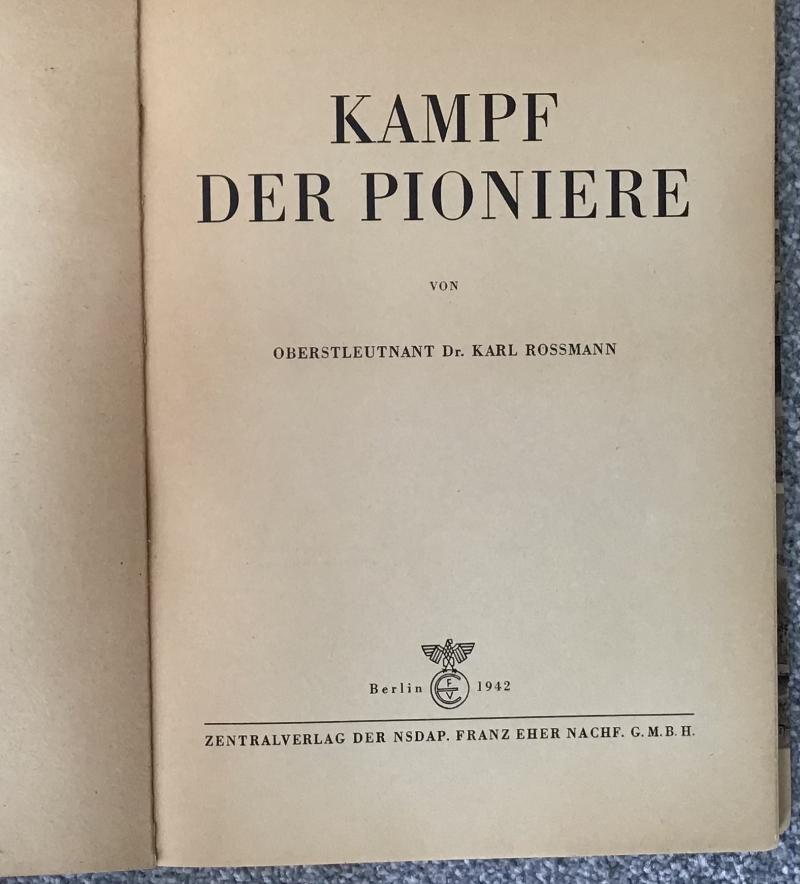 KAMPF
DER PIONIERE
VON
OBERSTLEUTNANT Dr. KARL ROSSMANN
Berlin F E V 1942
ZENTRALVERLAG DER NSDAP. FRANZ EHER NACHF. G.M.B.H.